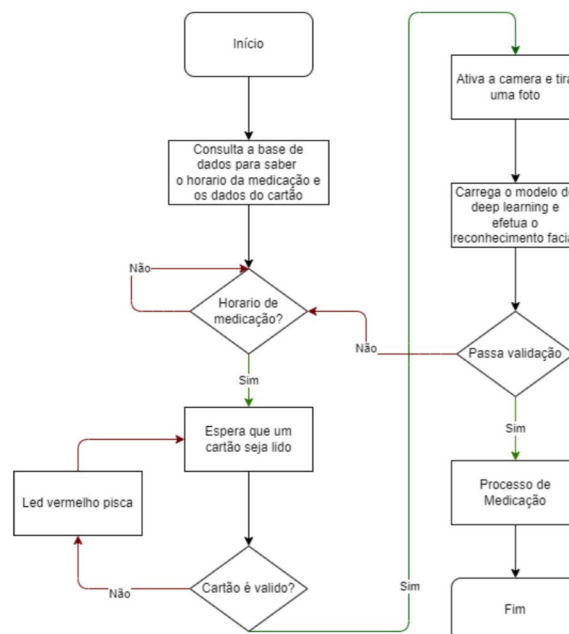 Início
Consulta a base de
dados para saber
o horario da medicação e
os dados do cartão
Não
Horario de
medicação?
Sim
Espera que um
cartão seja lido
Led vermelho pisca
Não
Cartão é valido?
Sim
Ativa a camera e tira
uma foto
Carrega o modelo de
deep learning e
efetua o
reconhecimento facia
Passa validação
Não
Sim
Processo de
Medicação
Fim